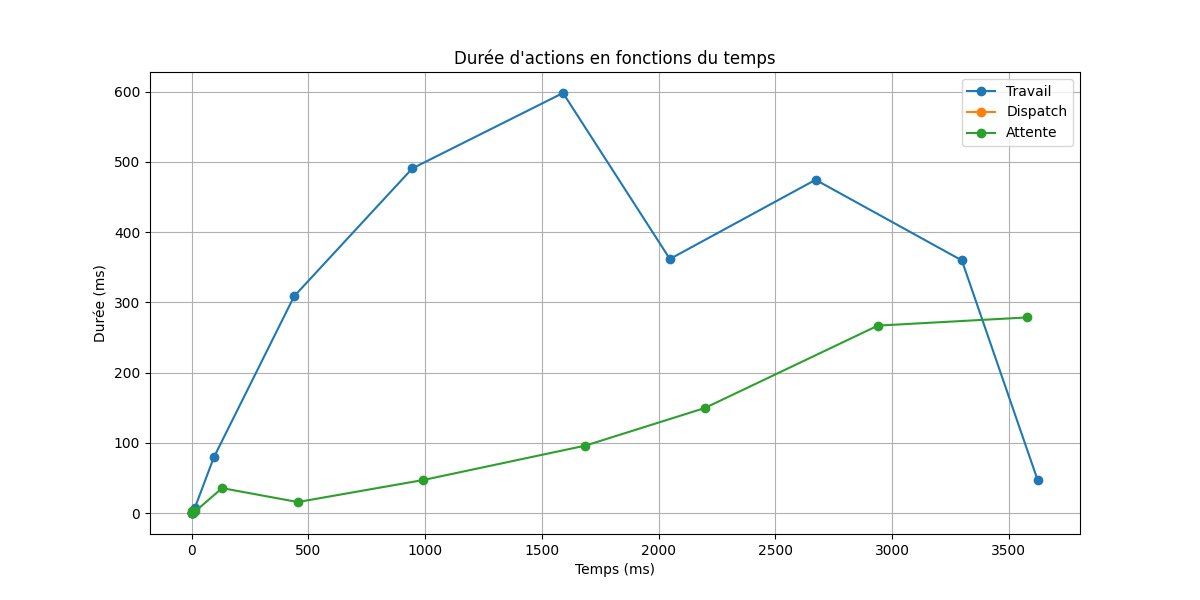 Durée d'actions en fonctions du temps
Travail
Dispatch
Attente
Durée (ms)
600
500
400
300
200
100
0
0 500 1000 1500 2000 2500 3000 3500
Temps (ms)